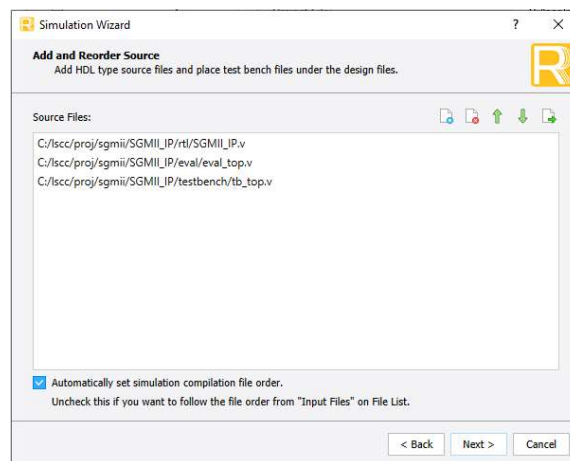 Simulation Wizard
Add and Reorder Source
Add HDL type source files and place test bench files under the design files.
Source Files:
C:/lscc/proj/sgmii/SGMII_IP/rtl/SGMII_IP.v
C:/lscc/proj/sgmii/SGMII_IP/eval/eval_top.v
C:/lscc/proj/sgmii/SGMII_IP/testbench/tb_top.v
Automatically set simulation compilation file order.
Uncheck this if you want to follow the file order from "Input Files" on File List.
< Back Next > Cancel